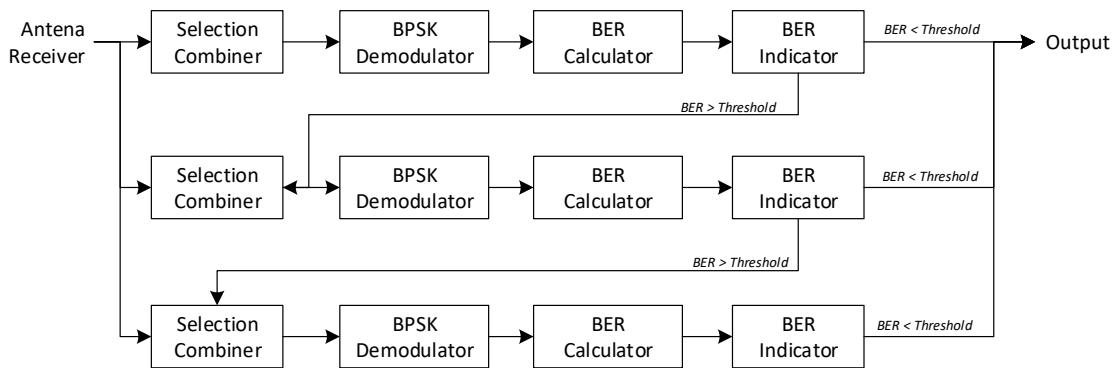 Antena
Receiver
Selection
Combiner
BPSK
Demodulator
BER
Calculator
BER
Indicator
BER < Threshold
Output
BER > Threshold
Selection
Combiner
BPSK
Demodulator
BER
Calculator
BER
Indicator
BER < Threshold
BER > Threshold
Selection
Combiner
BPSK
Demodulator
BER
Calculator
BER
Indicator
BER < Threshold